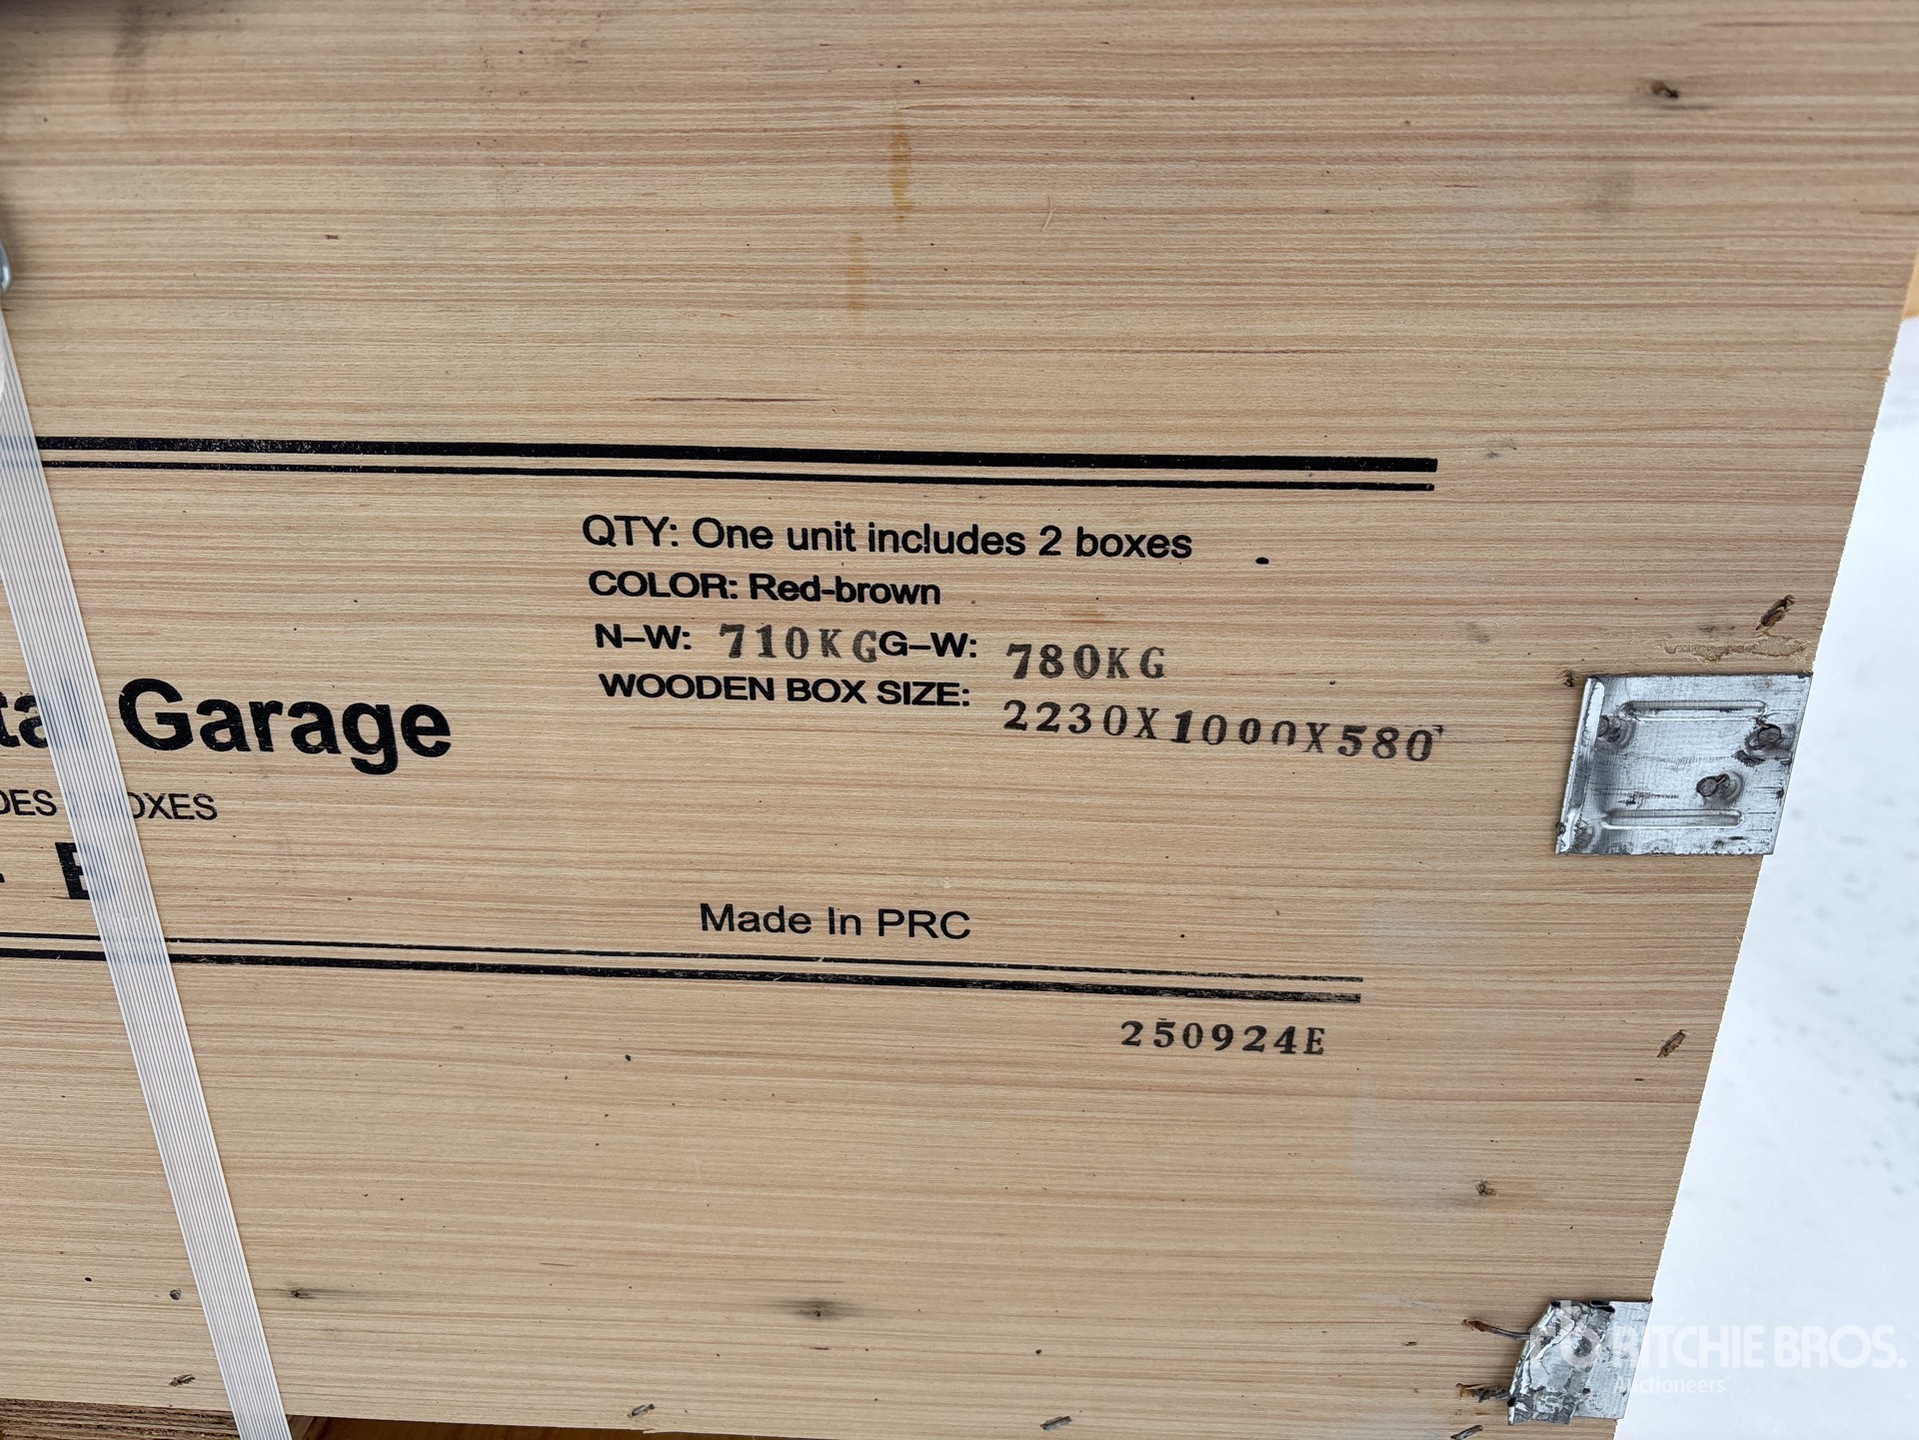 QTY: One unit includes 2 boxes
COLOR: Red-brown
N-W: 710KG G-W: 780KG
WOODEN BOX SIZE: 2230X1000X580
Garage
Made In PRC
250924E
RITCHIE BROS.
Auctioneers